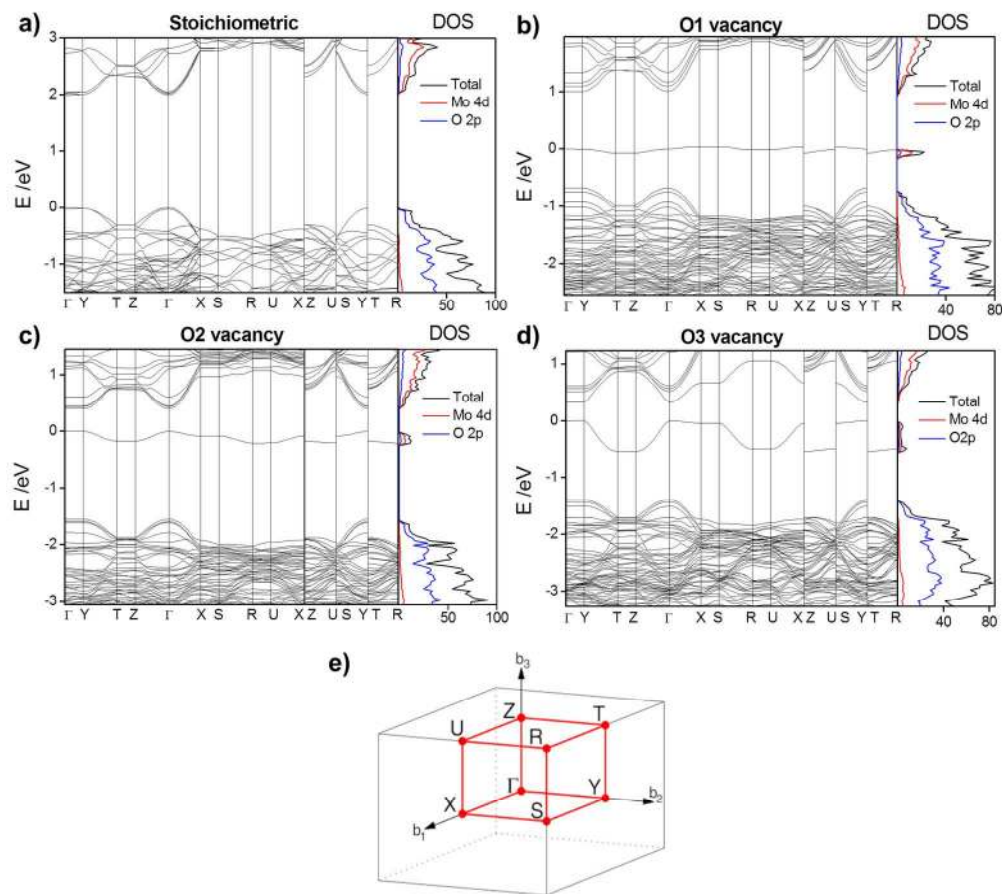 a) Stoichiometric DOS
3
2
1
0
-1
E /eV
Total
Mo 4d
O 2p
Γ Y T Z Γ X S R U X Z U S Y T R 50 100
b) O1 vacancy DOS
1
0
-1
-2
E /eV
Total
Mo 4d
O 2p
Γ Y T Z Γ X S R U X Z U S Y T R 40 80
c) O2 vacancy DOS
1
0
-1
-2
-3
E /eV
Total
Mo 4d
O 2p
Γ Y T Z Γ X S R U X Z U S Y T R 50 100
d) O3 vacancy DOS
1
0
-1
-2
-3
E /eV
Total
Mo 4d
O2p
Γ Y T Z Γ X S R U X Z U S Y T R 40 80
e)
b3
Z T
U R
Γ Y b2
X S
b1